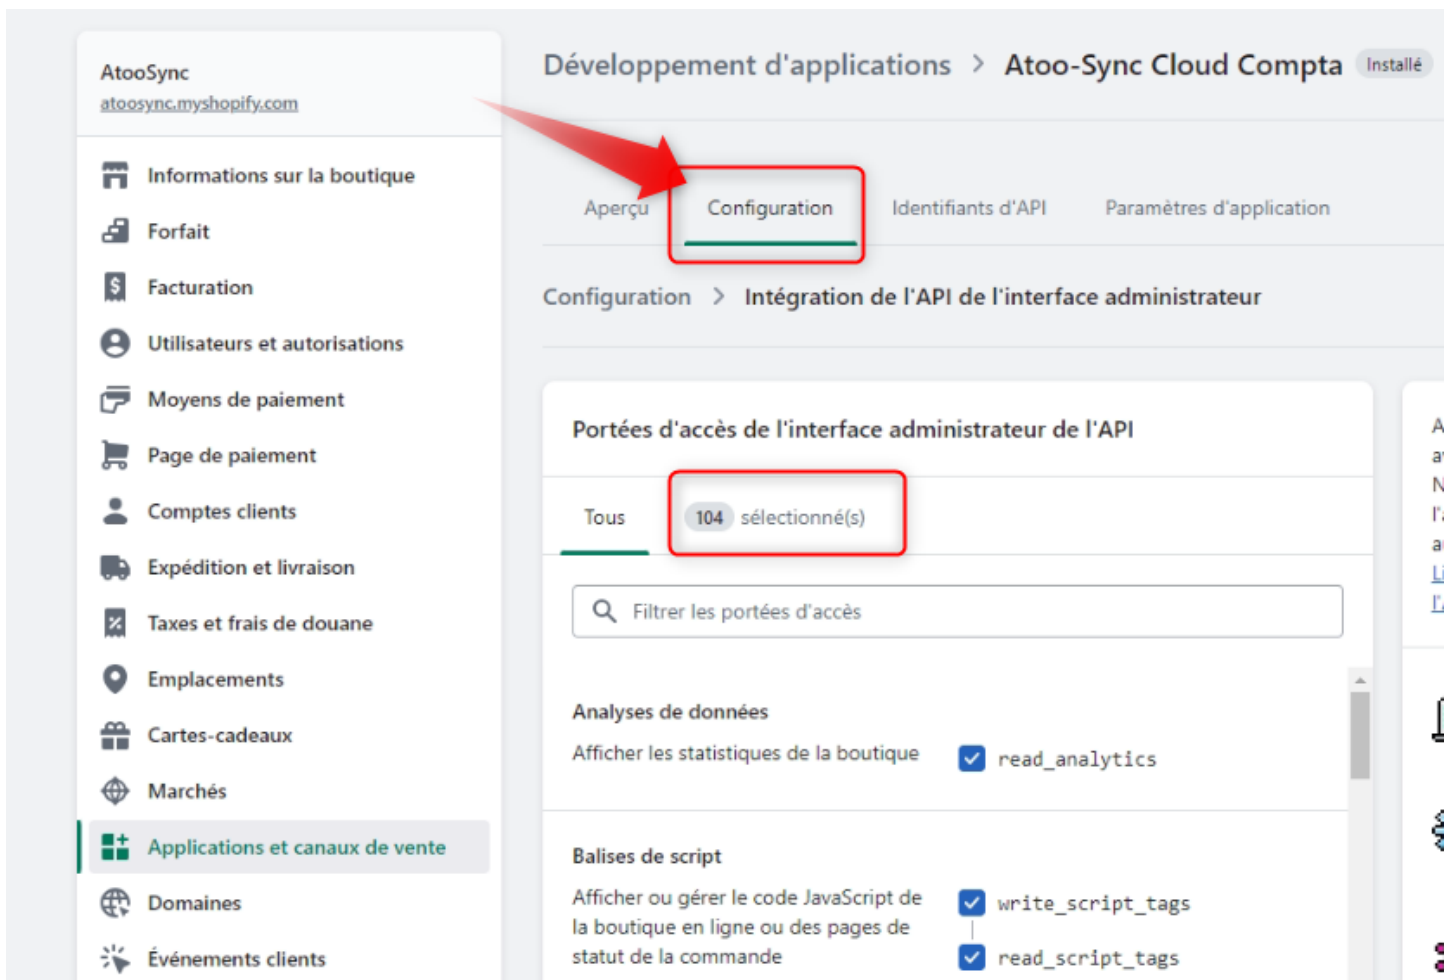 AtooSync
atoosync.myshopify.com
Informations sur la boutique
Forfait
Facturation
Utilisateurs et autorisations
Moyens de paiement
Page de paiement
Comptes clients
Expédition et livraison
Taxes et frais de douane
Emplacements
Cartes-cadeaux
Marchés
Applications et canaux de vente
Domaines
Événements clients
Développement d'applications > Atoo-Sync Cloud Compta Installé
Aperçu Configuration Identifiants d'API Paramètres d'application
Configuration > Intégration de l'API de l'interface administrateur
Portées d'accès de l'interface administrateur de l'API
Tous 104 sélectionné(s)
Filtrer les portées d'accès
Analyses de données
Afficher les statistiques de la boutique read_analytics
Balises de script
Afficher ou gérer le code JavaScript de write_script_tags
la boutique en ligne ou des pages de
statut de la commande read_script_tags